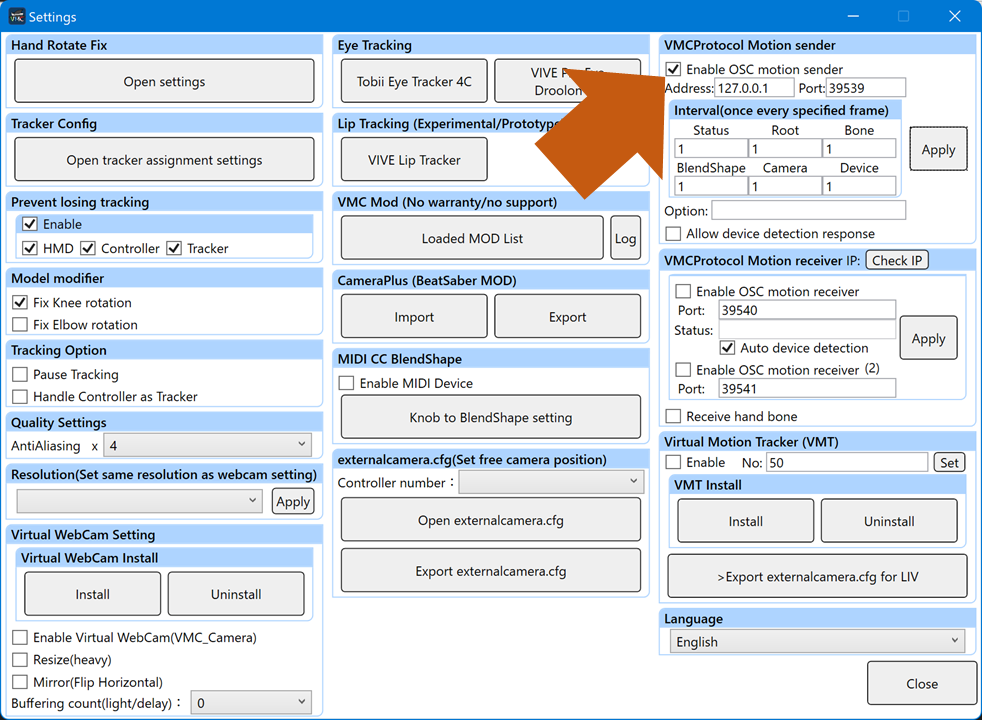 Settings
Hand Rotate Fix
Open settings
Tracker Config
Open tracker assignment settings
Prevent losing tracking
Enable
HMD Controller Tracker
Model modifier
Fix Knee rotation
Fix Elbow rotation
Tracking Option
Pause Tracking
Handle Controller as Tracker
Quality Settings
AntiAliasing x 4
Resolution(Set same resolution as webcam setting)
Apply
Virtual WebCam Setting
Virtual WebCam Install
Install Uninstall
Enable Virtual WebCam(VMC_Camera)
Resize(heavy)
Mirror(Flip Horizontal)
Buffering count(light/delay) : 0
Eye Tracking
Tobii Eye Tracker 4C
VIVE Pro Eye
Droolon
Lip Tracking (Experimental/Prototype
VIVE Lip Tracker
VMC Mod (No warranty/no support)
Loaded MOD List Log
CameraPlus (BeatSaber MOD)
Import Export
MIDI CC BlendShape
Enable MIDI Device
Knob to BlendShape setting
externalcamera.cfg(Set free camera position)
Controller number :
Open externalcamera.cfg
Export externalcamera.cfg
VMCProtocol Motion sender
Enable OSC motion sender
Address: 127.0.0.1 Port: 39539
Interval(once every specified frame)
Status Root Bone
1 1 1
BlendShape Camera Device
1 1 1
Apply
Option:
Allow device detection response
VMCProtocol Motion receiver IP: Check IP
Enable OSC motion receiver
Port: 39540
Status:
Auto device detection
Apply
Enable OSC motion receiver (2)
Port: 39541
Receive hand bone
Virtual Motion Tracker (VMT)
Enable No: 50 Set
VMT Install
Install Uninstall
>Export externalcamera.cfg for LIV
Language
English
Close